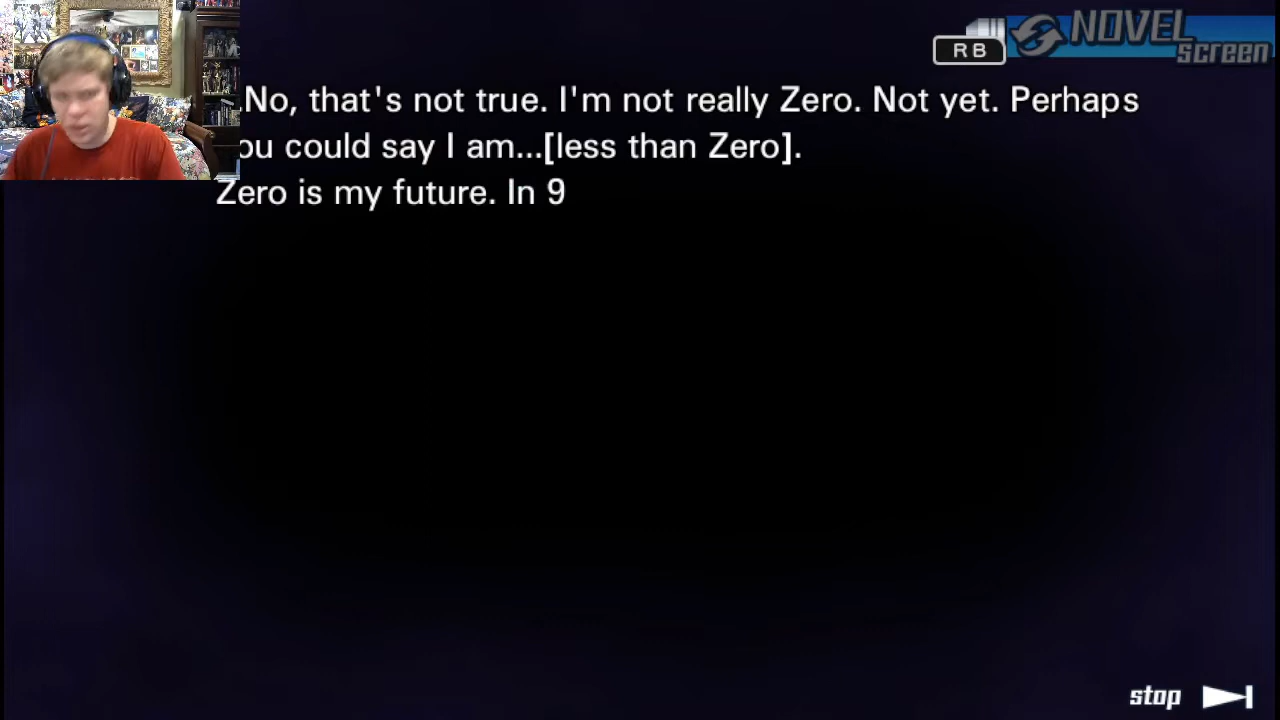 RB NOVEL
Screen
.No, that's not true. I'm not really Zero. Not yet. Perhaps
ou could say I am...[less than Zero].
Zero is my future. In 9
stop